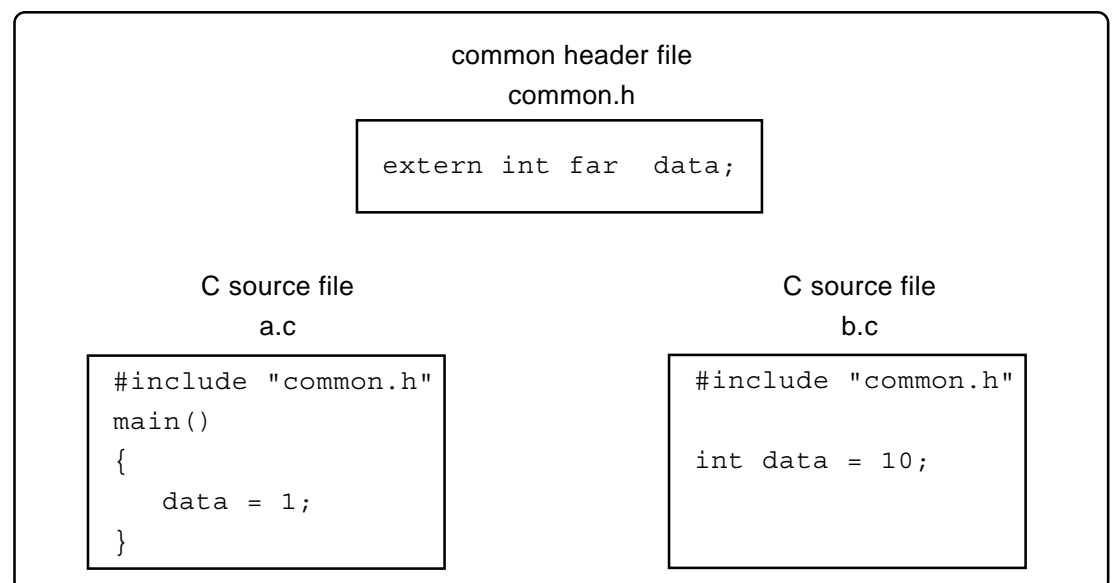 common header file
common.h
extern int far  data;
C source file
a.c
#include "common.h"
main()
{
   data = 1;
}
C source file
b.c
#include "common.h"
int data = 10;